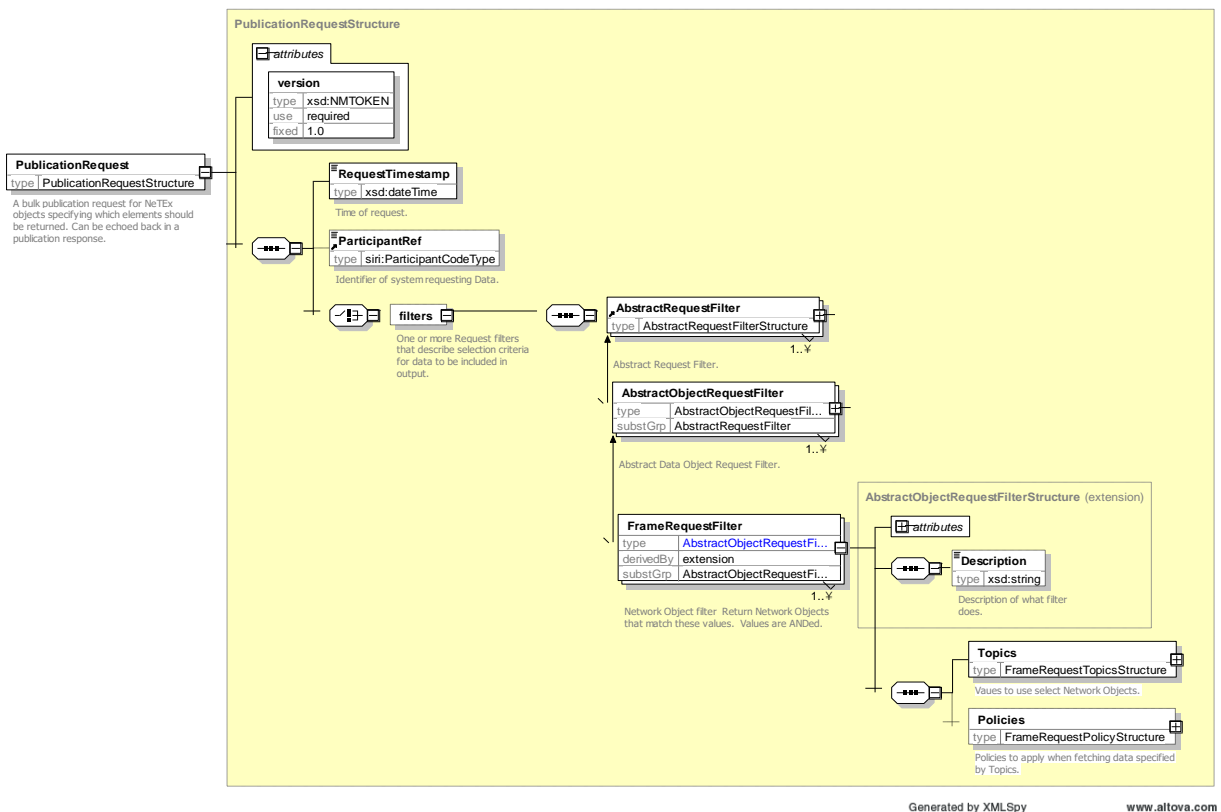 PublicationRequestStructure
attributes
version
type xsd:NMTOKEN
use required
fixed 1.0
PublicationRequest
type PublicationRequestStructure
A bulk publication request for NeTEx
objects specifying which elements should
be returned. Can be echoed back in a
publication response.
RequestTimestamp
type xsd:dateTime
Time of request.
ParticipantRef
type siri:ParticipantCodeType
Identifier of system requesting Data.
filters
One or more Request filters
that describe selection criteria
for data to be included in
output.
AbstractRequestFilter
type AbstractRequestFilterStructure
1..¥
Abstract Request Filter.
AbstractObjectRequestFilter
type AbstractObjectRequestFil...
substGrp AbstractRequestFilter
1..¥
Abstract Data Object Request Filter.
FrameRequestFilter
type AbstractObjectRequestFi...
derivedBy extension
substGrp AbstractObjectRequestFi...
1..¥
Network Object filter Return Network Objects
that match these values. Values are ANDed.
AbstractObjectRequestFilterStructure (extension)
attributes
Description
type xsd:string
Description of what filter
does.
Topics
type FrameRequestTopicsStructure
Vaues to use select Network Objects.
Policies
type FrameRequestPolicyStructure
Policies to apply when fetching data specified
by Topics.
Generated by XMLSpy www.altova.com